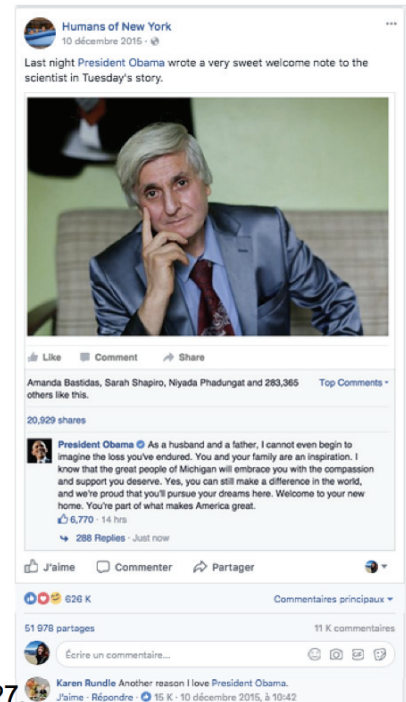 Humans of New York
10 décembre 2015 ·
Last night President Obama wrote a very sweet welcome note to the
scientist in Tuesday's story.
Like Comment Share
Amanda Bastidas, Sarah Shapiro, Niyada Phadungat and 283,365
others like this.
Top Comments
20,929 shares
President Obama As a husband and a father, I cannot even begin to
imagine the loss you've endured. You and your family are an inspiration. I
know that the great people of Michigan will embrace you with the compassion
and support you deserve. Yes, you can still make a difference in the world,
and we're proud that you'll pursue your dreams here. Welcome to your new
home. You're part of what makes America great.
6,770 · 14 hrs
288 Replies · Just now
J'aime Commenter Partager
626 K Commentaires principaux
51 978 partages 11 K commentaires
Écrire un commentaire...
GIF
Karen Rundle Another reason I love President Obama.
J'aime · Répondre · 15 K · 10 décembre 2015, à 10:42
27.